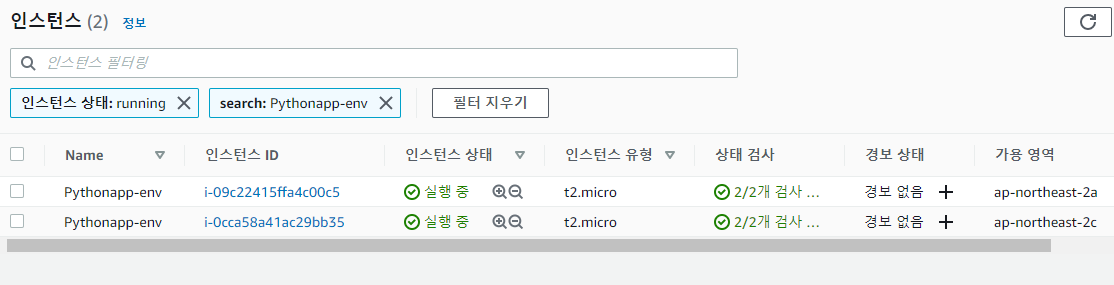 인스턴스 (2) 정보
인스턴스 필터링
인스턴스 상태: running search: Pythonapp-env 필터 지우기
Name 인스턴스 ID 인스턴스 상태 인스턴스 유형 상태 검사 경보 상태 가용 영역
Pythonapp-env i-09c22415ffa4c00c5 실행 중 t2.micro 2/2개 검사 ... 경보 없음 ap-northeast-2a
Pythonapp-env i-0cca58a41ac29bb35 실행 중 t2.micro 2/2개 검사 ... 경보 없음 ap-northeast-2c